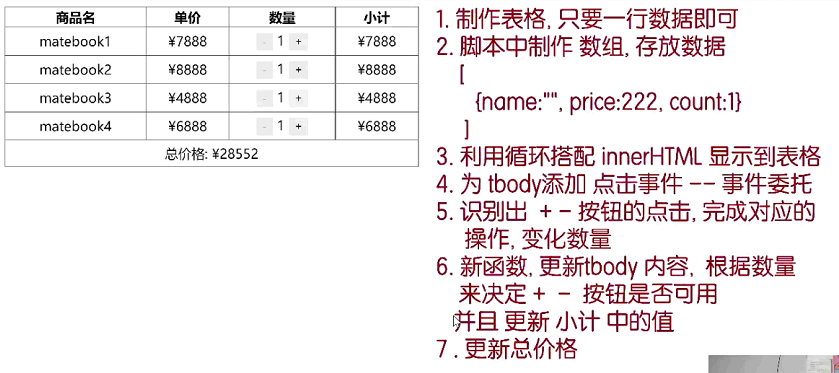 商品名 单价 数量 小计
matebook1 ¥7888 - 1 + ¥7888
matebook2 ¥8888 - 1 + ¥8888
matebook3 ¥4888 - 1 + ¥4888
matebook4 ¥6888 - 1 + ¥6888
总价格: ¥28552
1. 制作表格, 只要一行数据即可
2. 脚本中制作 数组, 存放数据
[
{name:"", price:222, count:1}
]
3. 利用循环搭配 innerHTML 显示到表格
4. 为 tbody添加 点击事件 -- 事件委托
5. 识别出 + - 按钮的点击, 完成对应的
操作, 变化数量
6. 新函数, 更新tbody 内容, 根据数量
来决定 + - 按钮是否可用
并且 更新 小计 中的值
7 . 更新总价格